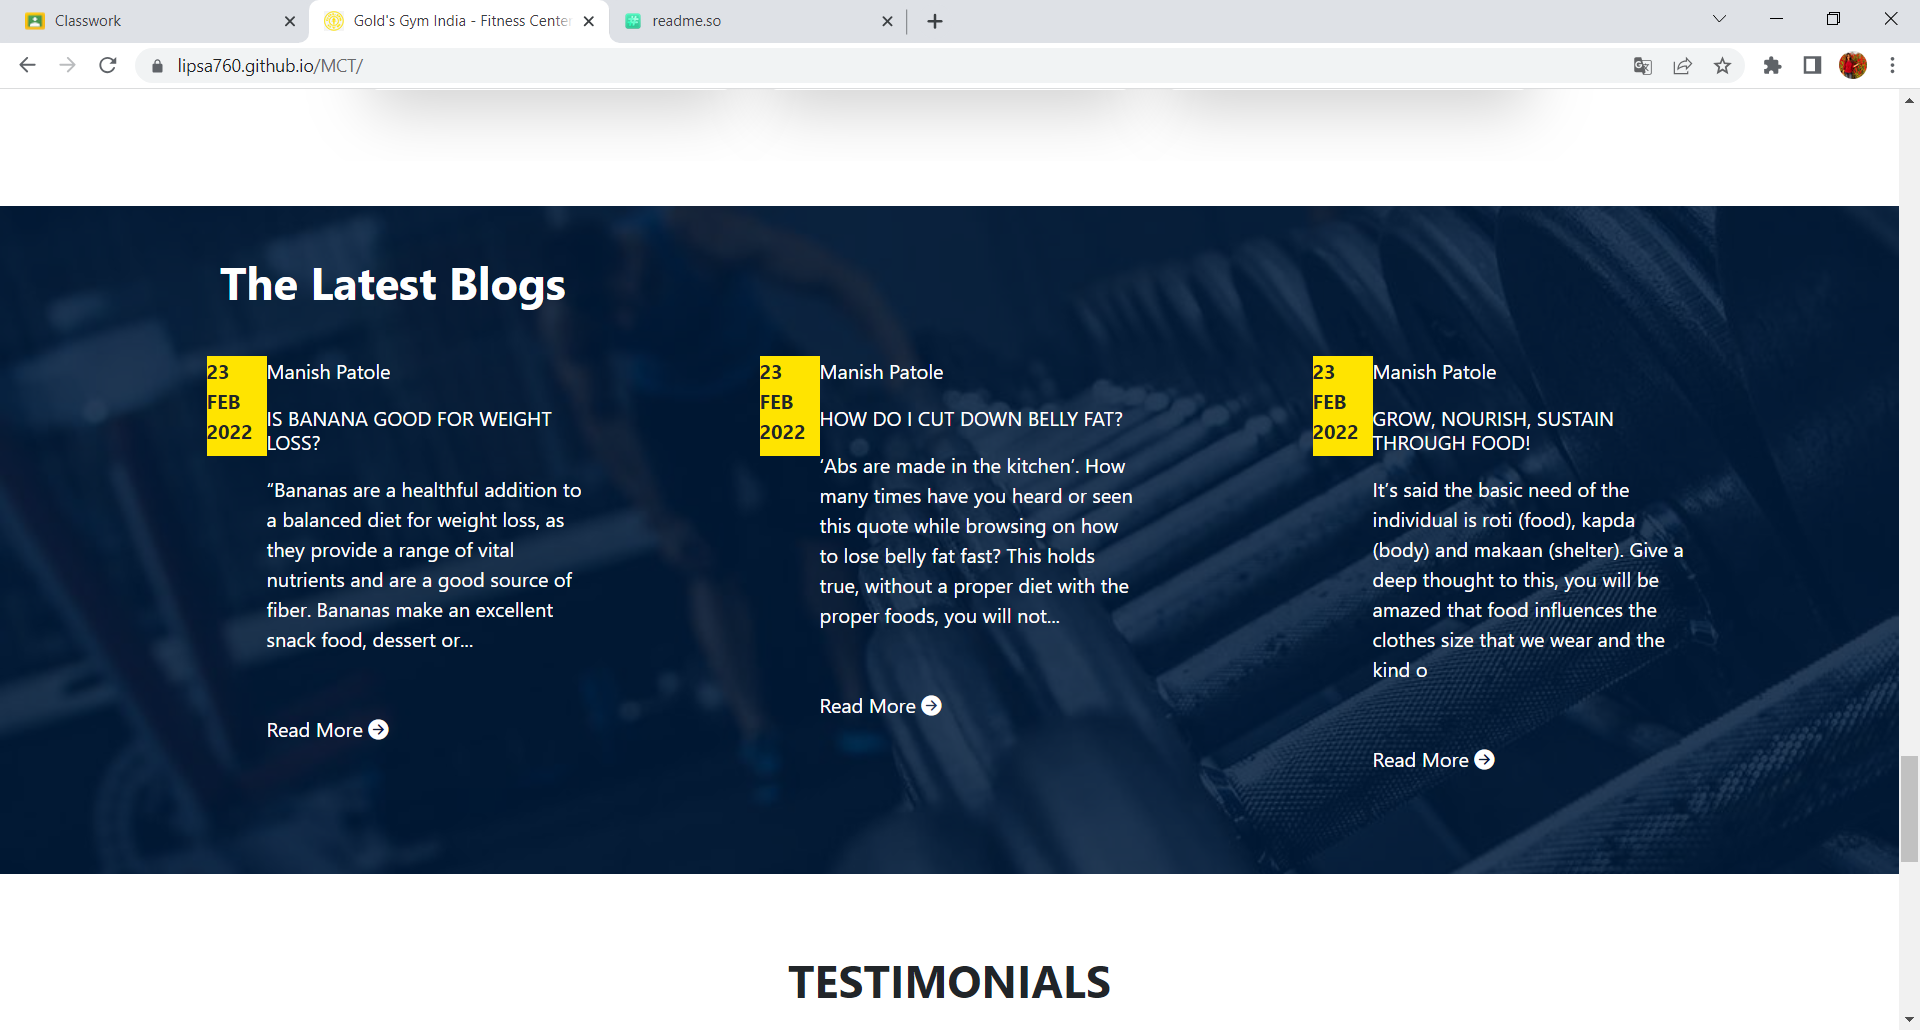 Classwork
Gold's Gym India - Fitness Center
readme.so
lipsa760.github.io/MCT/
The Latest Blogs
23
FEB
2022
Manish Patole
IS BANANA GOOD FOR WEIGHT
LOSS?
“Bananas are a healthful addition to
a balanced diet for weight loss, as
they provide a range of vital
nutrients and are a good source of
fiber. Bananas make an excellent
snack food, dessert or...
Read More
23
FEB
2022
Manish Patole
HOW DO I CUT DOWN BELLY FAT?
‘Abs are made in the kitchen’. How
many times have you heard or seen
this quote while browsing on how
to lose belly fat fast? This holds
true, without a proper diet with the
proper foods, you will not...
Read More
23
FEB
2022
Manish Patole
GROW, NOURISH, SUSTAIN
THROUGH FOOD!
It’s said the basic need of the
individual is roti (food), kapda
(body) and makaan (shelter). Give a
deep thought to this, you will be
amazed that food influences the
clothes size that we wear and the
kind o
Read More
TESTIMONIALS